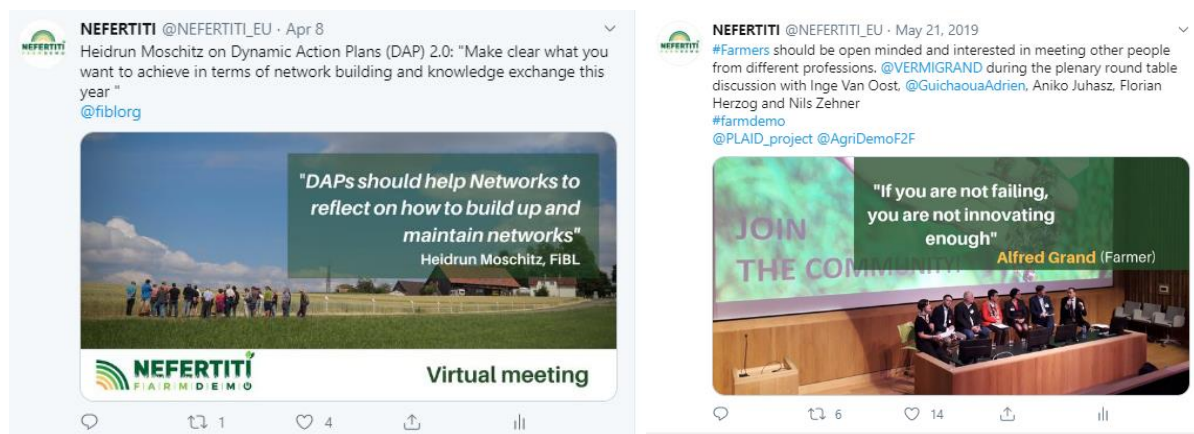 NEFERTITI @NEFERTITI_EU · Apr 8
Heidrun Moschitz on Dynamic Action Plans (DAP) 2.0: "Make clear what you
want to achieve in terms of network building and knowledge exchange this
year "
@fiblorg
NEFERTITI
"DAPs should help Networks to
reflect on how to build up and
maintain networks"
Heidrun Moschitz, FiBL
NEFERTITI
FARMDEMO
Virtual meeting
1
4
NEFERTITI @NEFERTITI_EU · May 21, 2019
#Farmers should be open minded and interested in meeting other people
from different professions. @VERMIGRAND during the plenary round table
discussion with Inge Van Oost, @GuichaouaAdrien, Aniko Juhasz, Florian
Herzog and Nils Zehner
#farmdemo
@PLAID_project @AgriDemoF2F
NEFERTITI
"If you are not failing,
you are not innovating
enough"
Alfred Grand (Farmer)
JOIN
THE COMMUNITY!
6
14